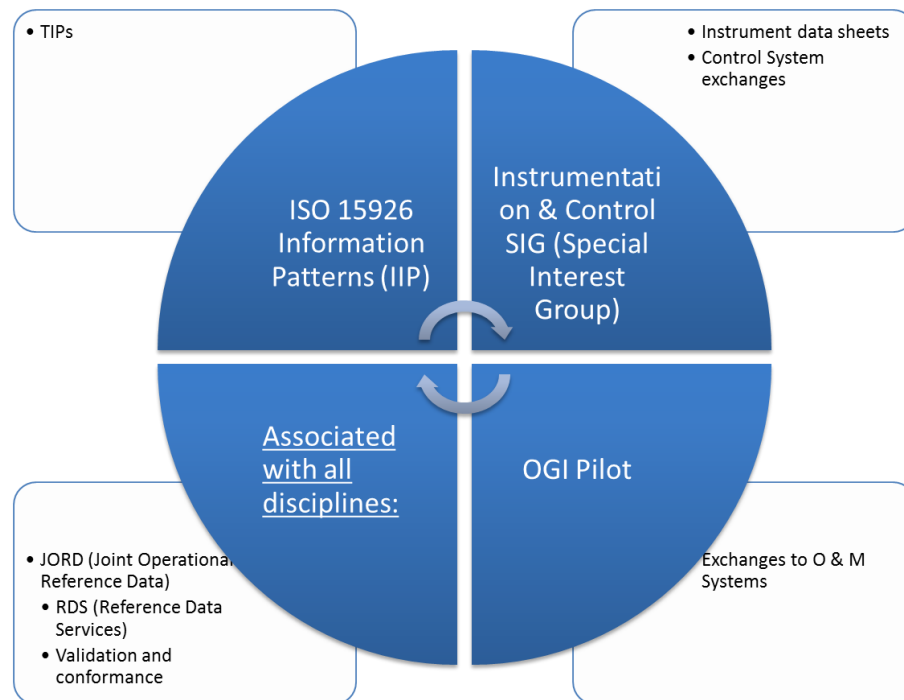 • TIPs
• Instrument data sheets
• Control System
exchanges
ISO 15926
Information
Patterns (IIP)
Instrumentati
on & Control
SIG (Special
Interest
Group)
Associated
with all
disciplines:
OGI Pilot
• JORD (Joint Operational
Reference Data)
• RDS (Reference Data
Services)
• Validation and
conformance
Exchanges to O & M
Systems